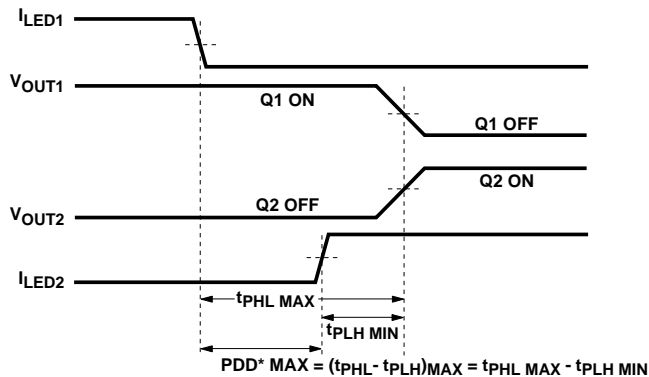 ILED1
VOUT1
Q1 ON
Q1 OFF
Q2 ON
Q2 OFF
VOUT2
ILED2
tPHL MAX
tPLH MIN
PDD* MAX = (tPHL- tPLH)MAX = tPHL MAX - tPLH MIN